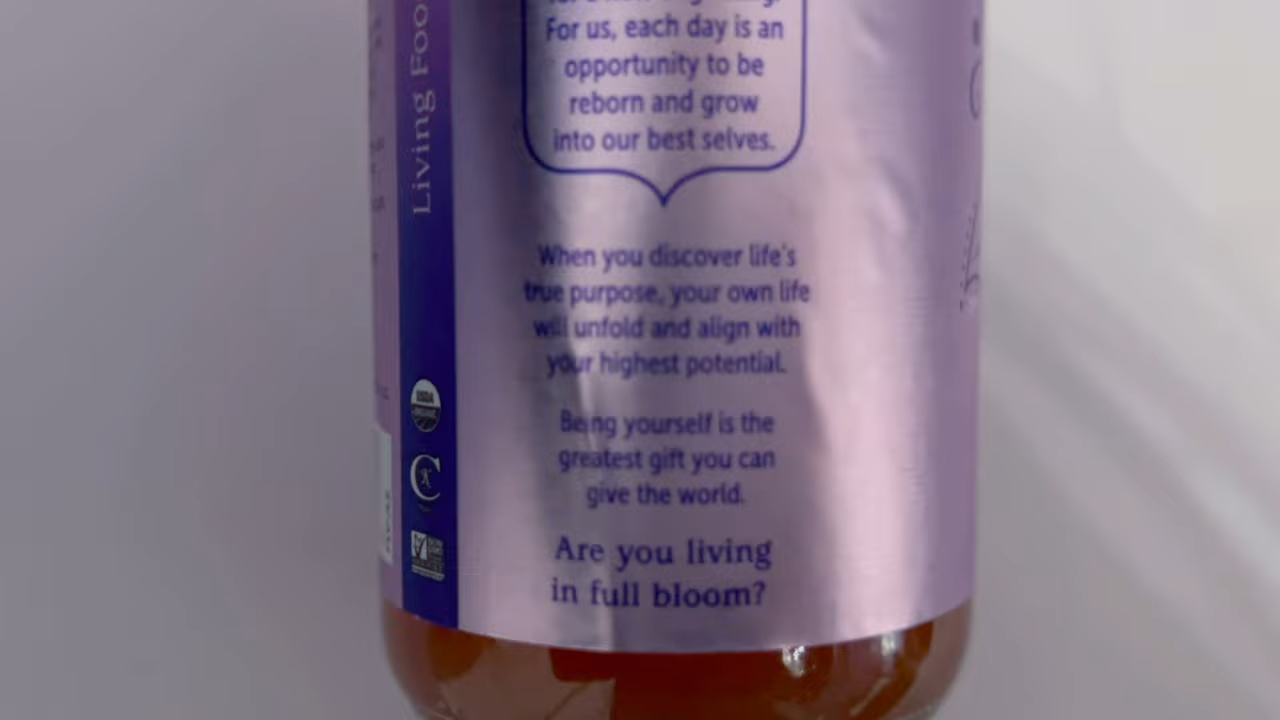 For us, each day is an
opportunity to be
reborn and grow
into our best selves.
When you discover life's
true purpose, your own life
will unfold and align with
your highest potential.
Being yourself is the
greatest gift you can
give the world.
Are you living
in full bloom?
Living Foo
USDA
ORGANIC